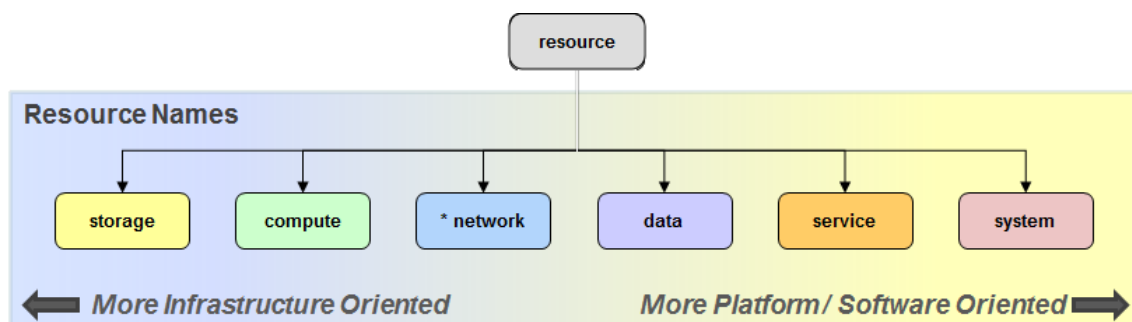 resource
Resource Names
storage
compute
* network
data
service
system
More Infrastructure Oriented
More Platform / Software Oriented